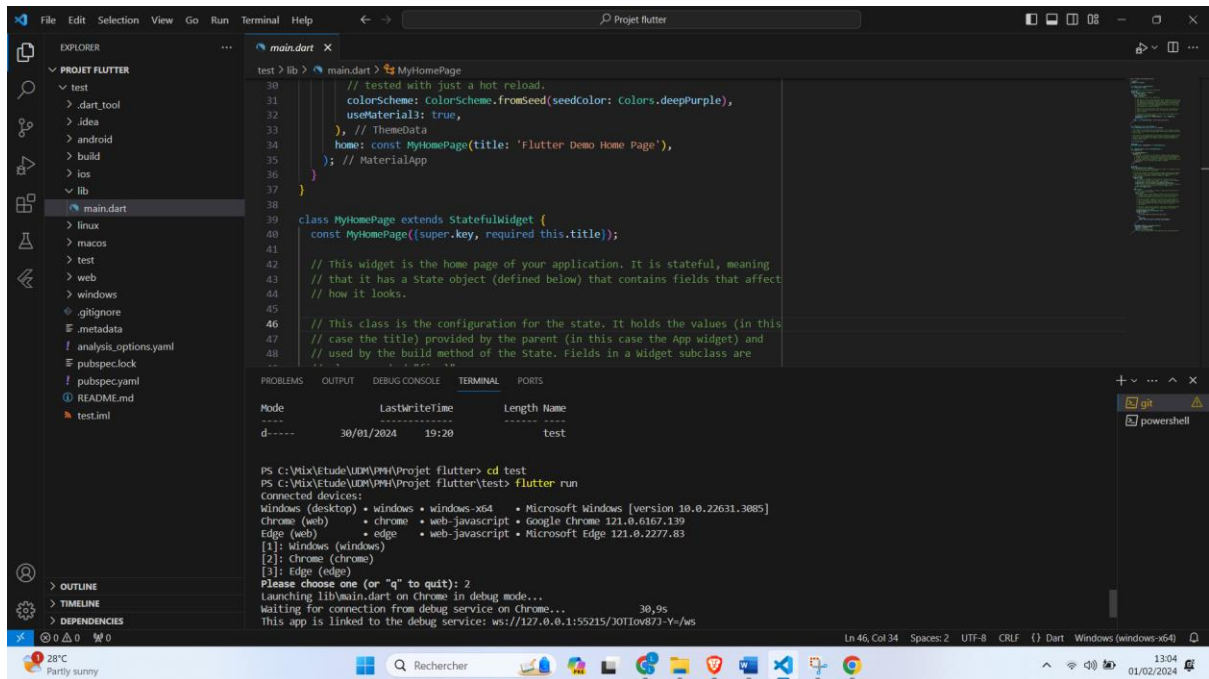 File Edit Selection View Go Run Terminal Help
Projet flutter
EXPLORER
PROJET FLUTTER
test
.dart_tool
.idea
android
build
ios
lib
main.dart
linux
macos
test
web
windows
.gitignore
.metadata
analysis_options.yaml
pubspec.lock
pubspec.yaml
README.md
test.iml
OUTLINE
TIMELINE
DEPENDENCIES
main.dart
test > lib > main.dart > MyHomePage
30 // tested with just a hot reload.
31 colorScheme: ColorScheme.fromSeed(seedColor: Colors.deepPurple),
32 useMaterial3: true,
33 ), // ThemeData
34 home: const MyHomePage(title: 'Flutter Demo Home Page'),
35 ); // MaterialApp
36 }
37 }
38
39 class MyHomePage extends StatefulWidget {
40 const MyHomePage({super.key, required this.title});
41
42 // This widget is the home page of your application. It is stateful, meaning
43 // that it has a State object (defined below) that contains fields that affect
44 // how it looks.
45
46 // This class is the configuration for the state. It holds the values (in this
47 // case the title) provided by the parent (in this case the App widget) and
48 // used by the build method of the State. Fields in a Widget subclass are
PROBLEMS OUTPUT DEBUG CONSOLE TERMINAL PORTS
Mode LastWriteTime Length Name
---- ------------- ------ ----
d----- 30/01/2024 19:20 test
PS C:\Mix\Etude\UDM\PMH\Projet flutter> cd test
PS C:\Mix\Etude\UDM\PMH\Projet flutter\test> flutter run
Connected devices:
Windows (desktop) • windows • windows-x64 • Microsoft Windows [version 10.0.22631.3085]
Chrome (web) • chrome • web-javascript • Google Chrome 121.0.6167.139
Edge (web) • edge • web-javascript • Microsoft Edge 121.0.2277.83
[1]: Windows (windows)
[2]: Chrome (chrome)
[3]: Edge (edge)
Please choose one (or "q" to quit): 2
Launching lib\main.dart on Chrome in debug mode...
Waiting for connection from debug service on Chrome... 30,9s
This app is linked to the debug service: ws://127.0.0.1:55215/JOTIov87J-Y=/ws
git
powershell
0 0 0
Ln 46, Col 34 Spaces: 2 UTF-8 CRLF {} Dart Windows (windows-x64)
1
28°C
Partly sunny
Rechercher
13:04
01/02/2024